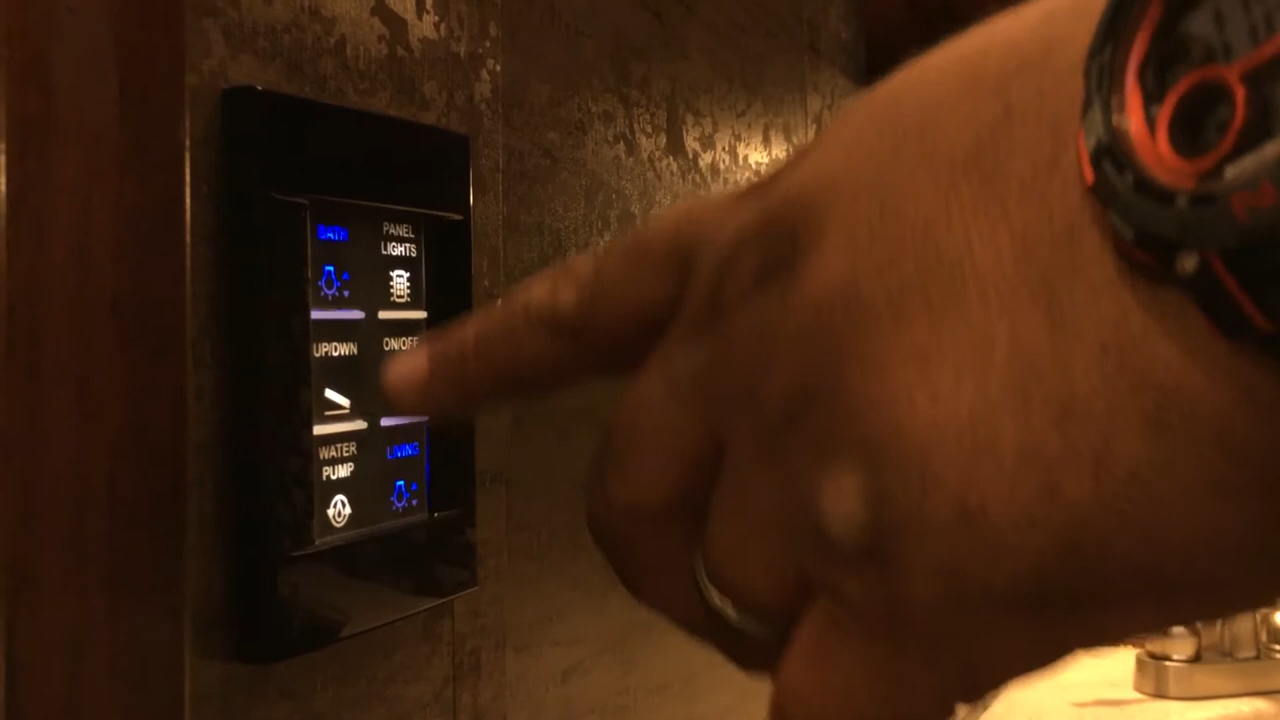 BATH
PANEL
LIGHTS
UP/DWN
ON/OFF
WATER
PUMP
LIVING